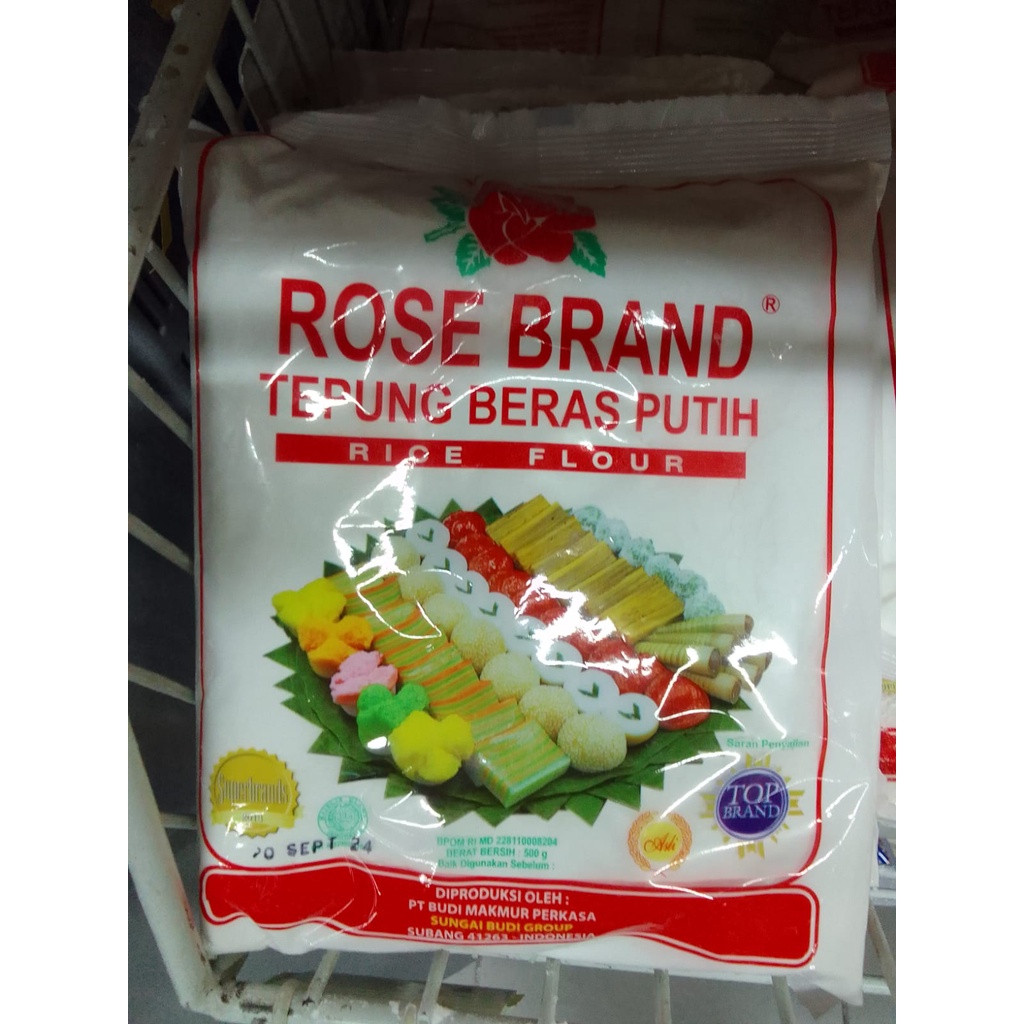 ROSE BRAND®
TEPUNG BERAS PUTIH
RICE FLOUR
Saran Penyajian
Superbrands
TOP
BRAND
Asli
BPOM RI MD 228110008204
BERAT BERSIH : 500 g
Baik Digunakan Sebelum :
20 SEPT 24
DIPRODUKSI OLEH :
PT BUDI MAKMUR PERKASA
SUNGAI BUDI GROUP
SUBANG 41263 - INDONESIA